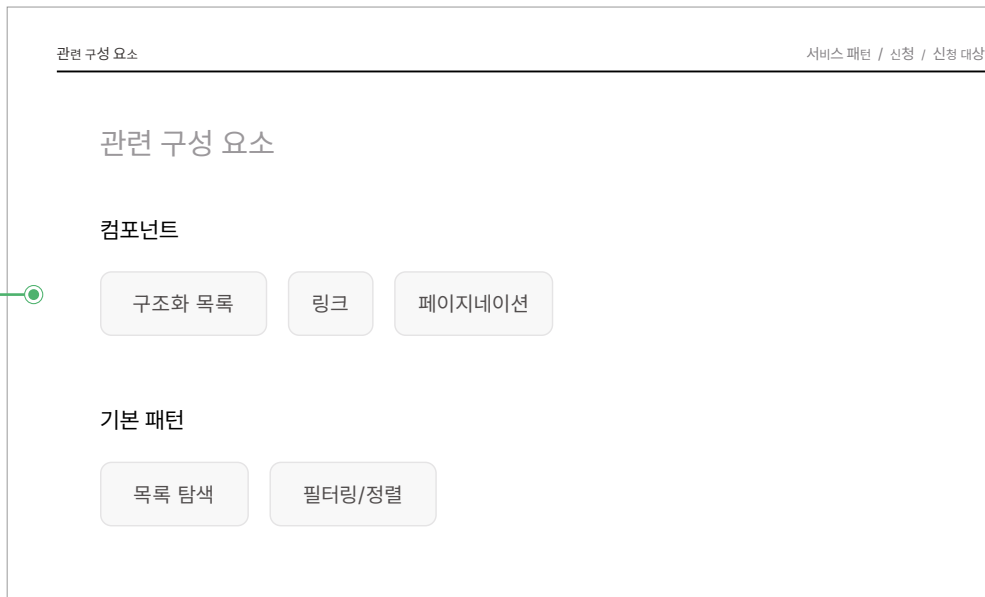 관련 구성 요소
서비스 패턴 / 신청 / 신청 대상
관련 구성 요소
컴포넌트
구조화 목록
링크
페이지네이션
기본 패턴
목록 탐색
필터링/정렬